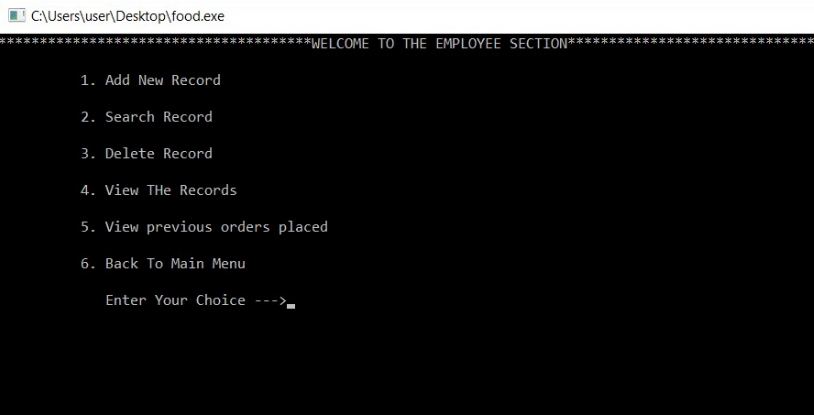 C:\Users\user\Desktop\food.exe
**************************************WELCOME TO THE EMPLOYEE SECTION******************************
1. Add New Record
2. Search Record
3. Delete Record
4. View THe Records
5. View previous orders placed
6. Back To Main Menu
Enter Your Choice --->_